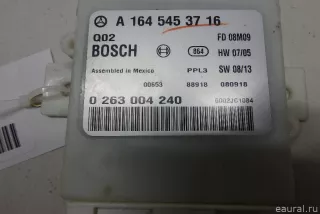 A 164 545 37 16
Q02 FD 08M09
BOSCH 864 HW 07/05
Assembled in Mexico PPL3 SW 08/13
00653 88918 080918
0 263 004 240
eaural.ru